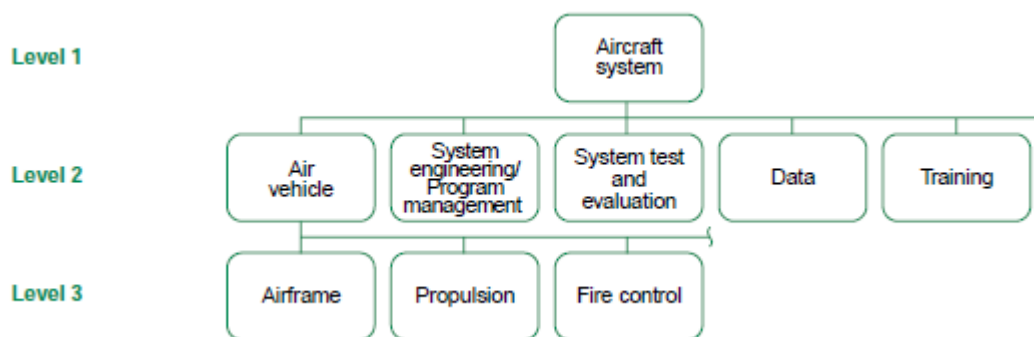 Level 1
Aircraft
system
Level 2
Air
vehicle
System
engineering/
Program
management
System test
and
evaluation
Data
Training
Level 3
Airframe
Propulsion
Fire control